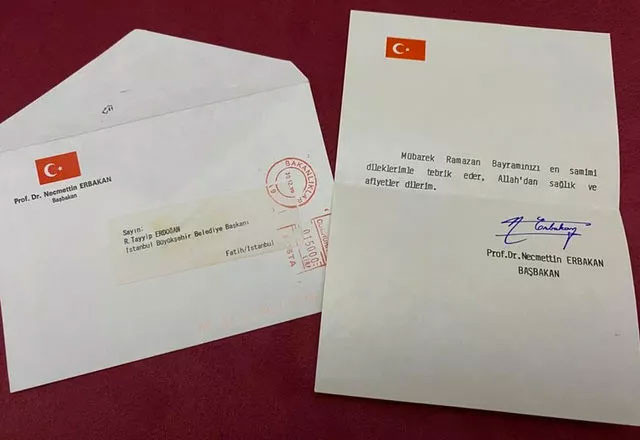 Prof. Dr. Necmettin ERBAKAN
Başbakan
Sayın:
R.Tayyip ERDOĞAN
İstanbul Büyükşehir Belediye Başkanı
Fatih/İstanbul
BAKANLIKLAR
015000
Mübarek Ramazan Bayramınızı en samimi
dileklerimle tebrik eder, Allah'dan sağlık ve
afiyetler dilerim.
Prof.Dr.Necmettin ERBAKAN
BAŞBAKAN